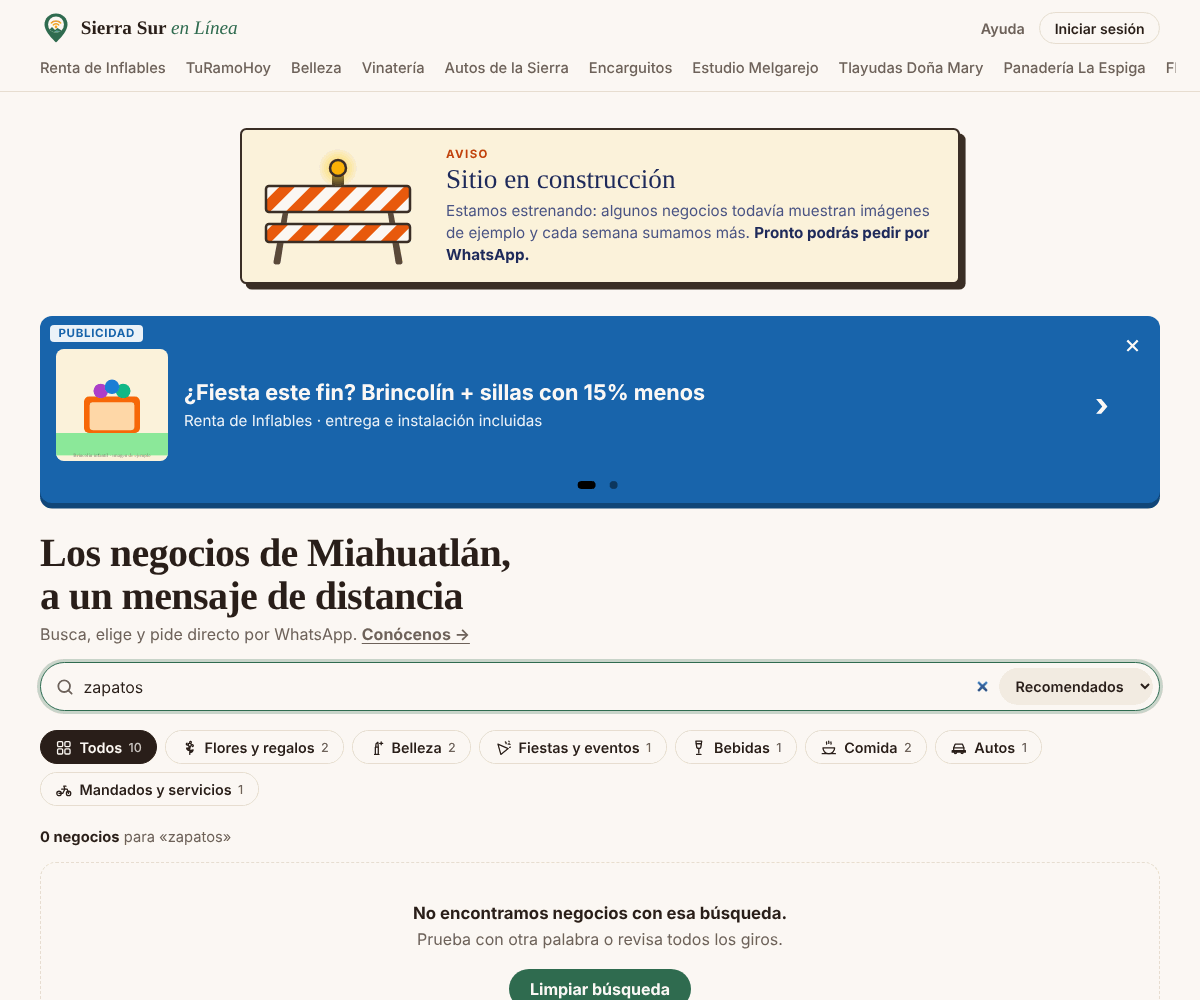 Sierra Sur en Línea
Ayuda
Iniciar sesión
Renta de Inflables
TuRamoHoy
Belleza
Vinatería
Autos de la Sierra
Encarguitos
Estudio Melgarejo
Tlayudas Doña Mary
Panadería La Espiga
AVISO
Sitio en construcción
Estamos estrenando: algunos negocios todavía muestran imágenes
de ejemplo y cada semana sumamos más. Pronto podrás pedir por
WhatsApp.
PUBLICIDAD
¿Fiesta este fin? Brincolín + sillas con 15% menos
Renta de Inflables · entrega e instalación incluidas
Los negocios de Miahuatlán,
a un mensaje de distancia
Busca, elige y pide directo por WhatsApp. Conócenos →
zapatos
Recomendados
Todos 10
Flores y regalos 2
Belleza 2
Fiestas y eventos 1
Bebidas 1
Comida 2
Autos 1
Mandados y servicios 1
0 negocios para «zapatos»
No encontramos negocios con esa búsqueda.
Prueba con otra palabra o revisa todos los giros.
Limpiar búsqueda